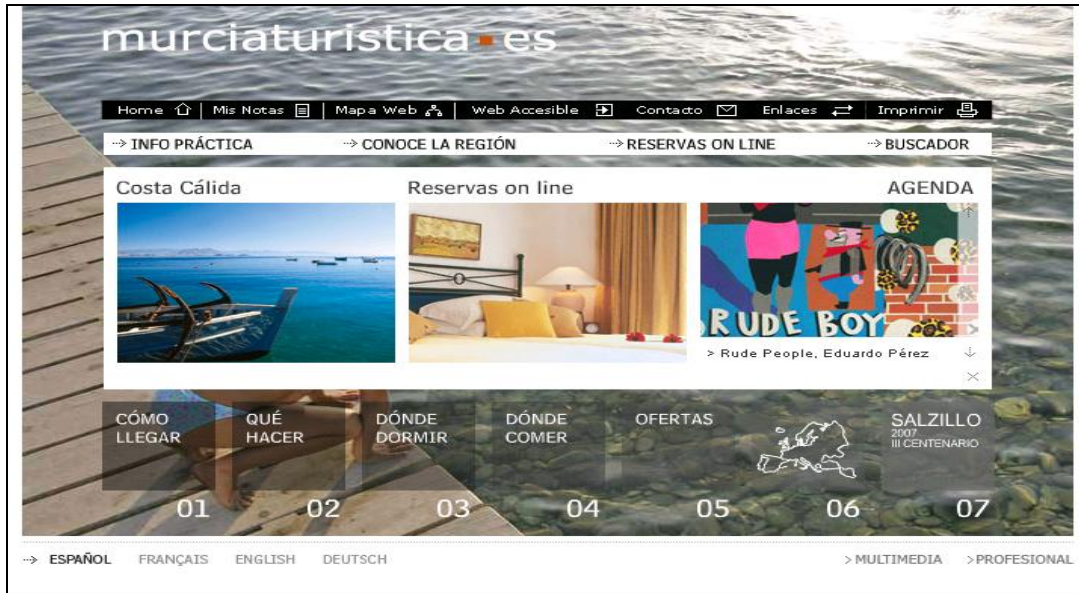 murciaturistica.es
Home | Mis Notas | Mapa Web | Web Accesible Contacto Enlaces Imprimir
INFO PRÁCTICA CONOCE LA REGIÓN RESERVAS ON LINE BUSCADOR
Costa Cálida Reservas on line AGENDA
RUDE BOY
> Rude People, Eduardo Pérez
CÓMO LLEGAR
QUÉ HACER
DÓNDE DORMIR
DÓNDE COMER
OFERTAS
SALZILLO
2007
III CENTENARIO
01 02 03 04 05 06 07
ESPAÑOL FRANÇAIS ENGLISH DEUTSCH >MULTIMEDIA >PROFESIONAL